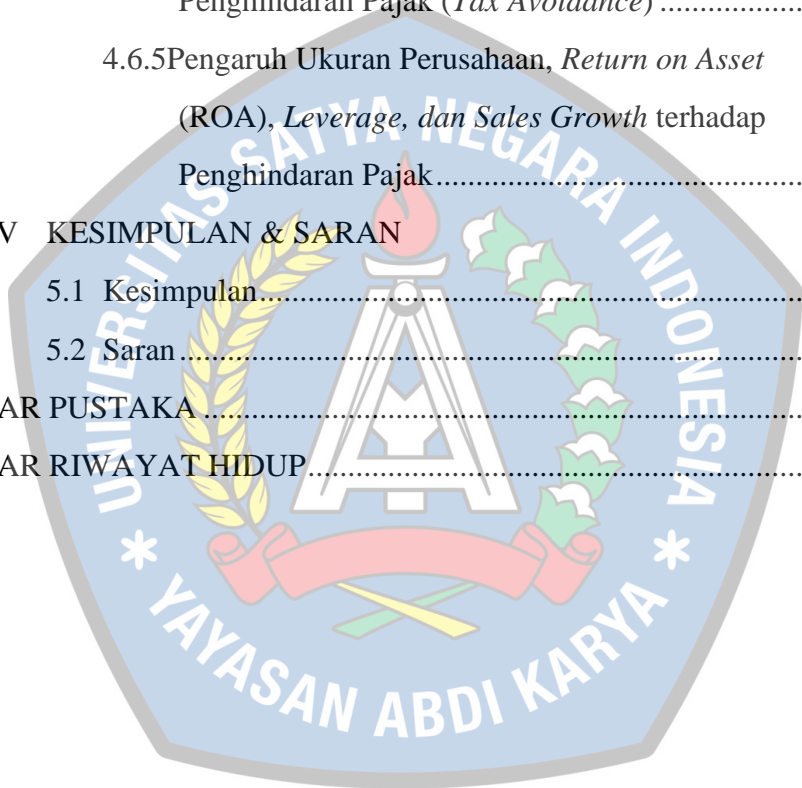 Penghindaran Pajak (Tax Avoidance) ....................
4.6.5Pengaruh Ukuran Perusahaan, Return on Asset
(ROA), Leverage, dan Sales Growth terhadap
Penghindaran Pajak..................................................
V KESIMPULAN & SARAN
5.1 Kesimpulan..........................................................................
5.2 Saran....................................................................................
AR PUSTAKA....................................................................................
AR RIWAYAT HIDUP........................................................................
UNIVERSITAS SATYA NEGARA INDONESIA
* YAYASAN ABDI KARYA *